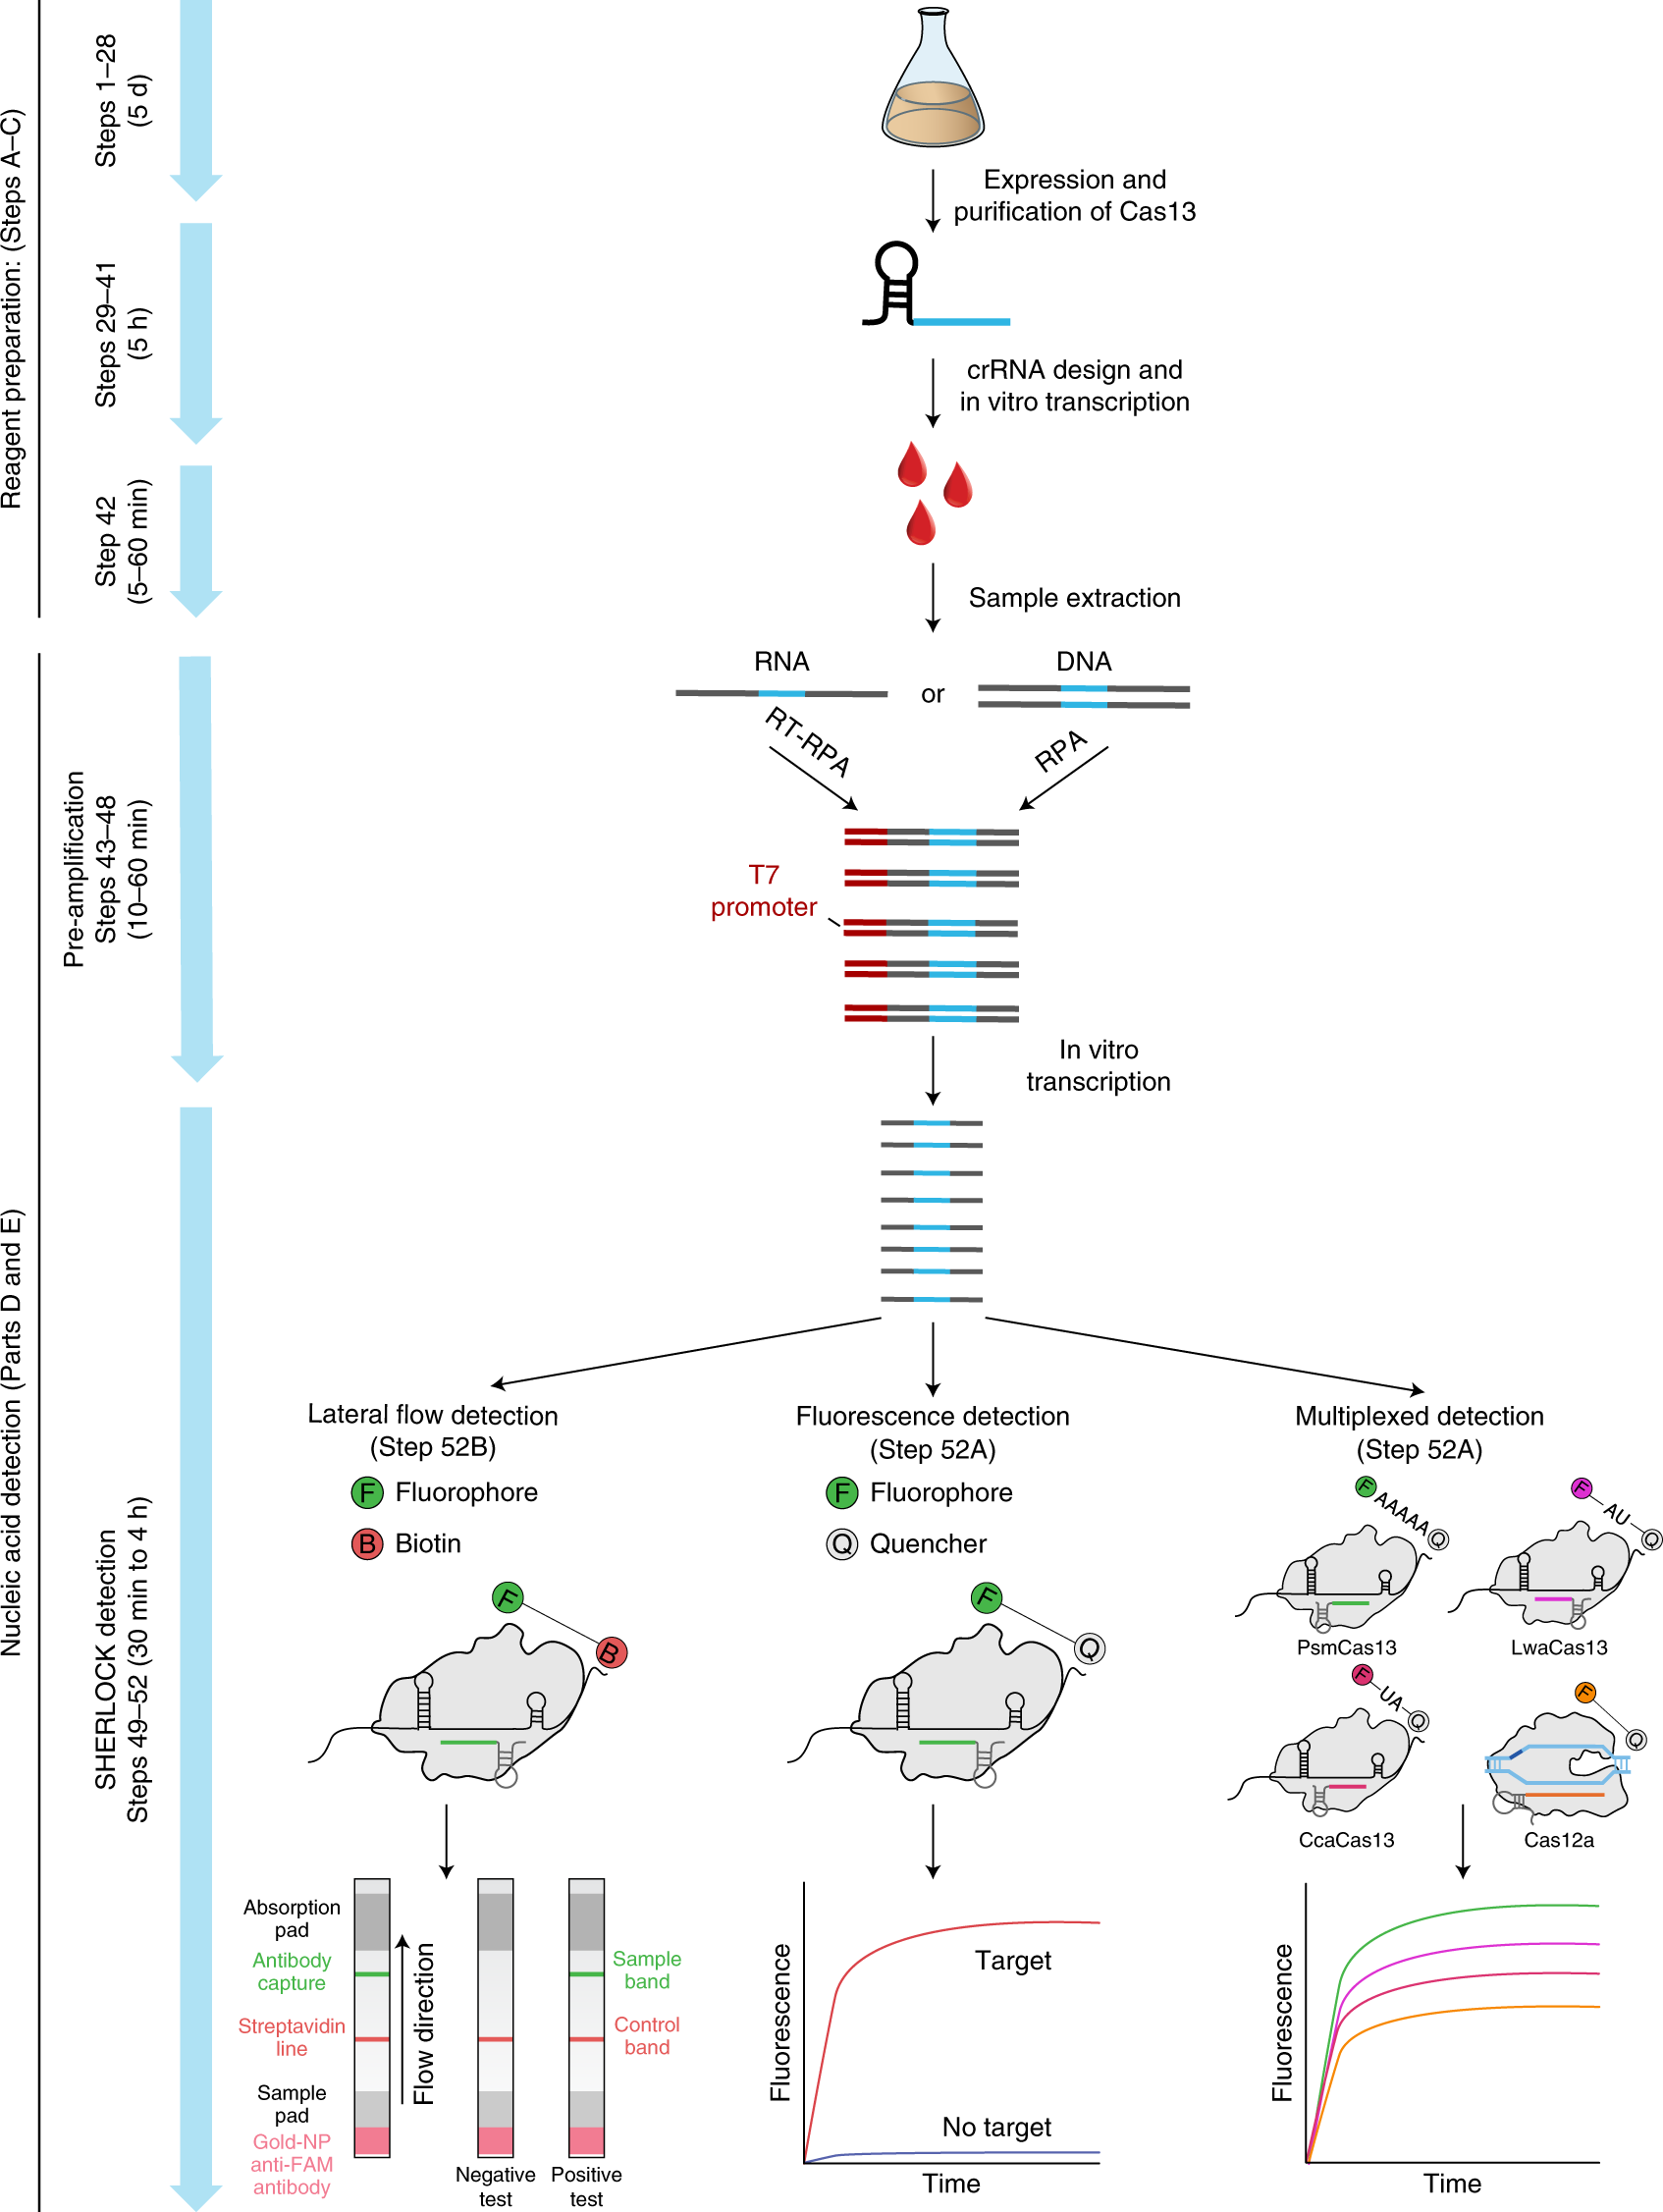 Reagent preparation: (Steps A–C)
Steps 1–28
(5 d)
Expression and
purification of Cas13
Steps 29–41
(5 h)
crRNA design and
in vitro transcription
Step 42
(5–60 min)
Sample extraction
Nucleic acid detection (Parts D and E)
Pre-amplification
Steps 43–48
(10–60 min)
RNA
or
DNA
RT-RPA
RPA
T7
promoter
In vitro
transcription
SHERLOCK detection
Steps 49–52 (30 min to 4 h)
Lateral flow detection
(Step 52B)
F Fluorophore
B Biotin
F
B
Fluorescence detection
(Step 52A)
F Fluorophore
Q Quencher
F
Q
Multiplexed detection
(Step 52A)
F AAAAA Q
PsmCas13
F AU Q
LwaCas13
F UA Q
CcaCas13
F Q
Cas12a
Absorption
pad
Antibody
capture
Streptavidin
line
Sample
pad
Gold-NP
anti-FAM
antibody
Flow direction
Negative
test
Positive
test
Sample
band
Control
band
Fluorescence
Target
No target
Time
Fluorescence
Time